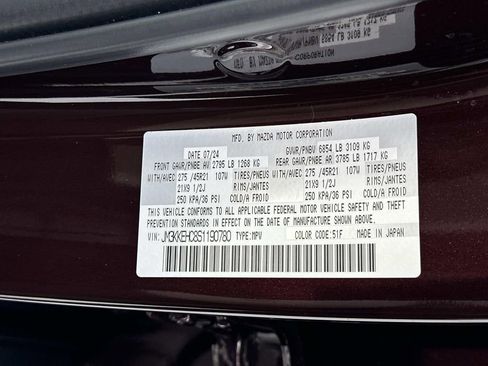 MFD. BY MAZDA MOTOR CORPORATION
DATE 07/24 GVWR/PNBV 6854 LB 3109 KG
FRONT GAWR/PNBE AV 2795 LB 1268 KG REAR GAWR/PNBE AR 3785 LB 1717 KG
WITH/AVEC 275/45R21 107W TIRES/PNEUS WITH/AVEC 275/45R21 107W TIRES/PNEUS
21X9 1/2J RIMS/JANTES 21X9 1/2J RIMS/JANTES
250 KPA/36 PSI COLD/A FROID 250 KPA/36 PSI COLD/A FROID
THIS VEHICLE CONFORMS TO ALL APPLICABLE FEDERAL MOTOR VEHICLE SAFETY, BUMPER, AND THEFT
PREVENTION STANDARDS IN EFFECT ON THE DATE OF MANUFACTURE SHOWN ABOVE.
VIN: JM3KKEHC8S1190780 TYPE:MPV COLOR CODE:51F MADE IN JAPAN